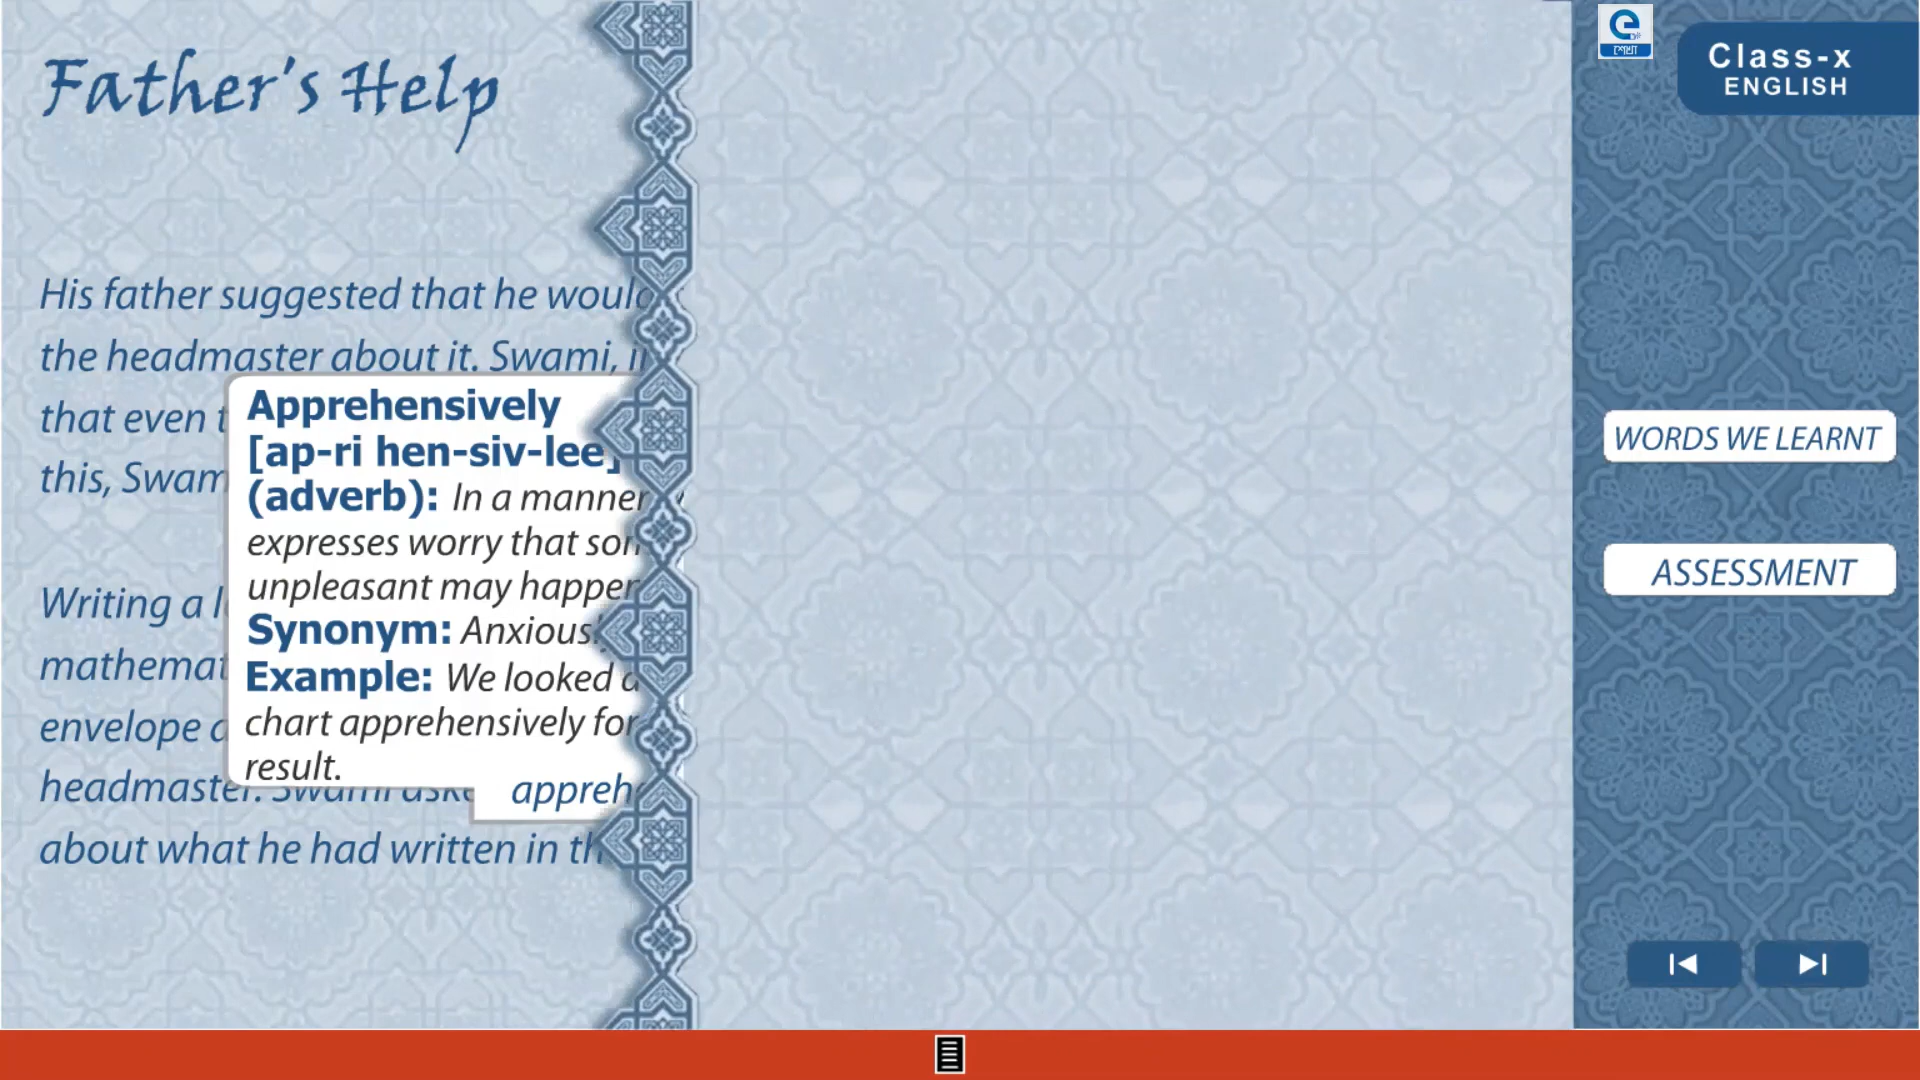 Father's Help
Class-x
ENGLISH
His father suggested that he would
the headmaster about it. Swami,
that even
this, Swam
Apprehensively
[ap-ri hen-siv-lee]
(adverb): In a manner
expresses worry that som
unpleasant may happen
Synonym: Anxiously
Example: We looked a
chart apprehensively for
result.
Writing a l
mathemat
envelope a
headmaster. Swami aske
appreh
about what he had written in th
WORDS WE LEARNT
ASSESSMENT